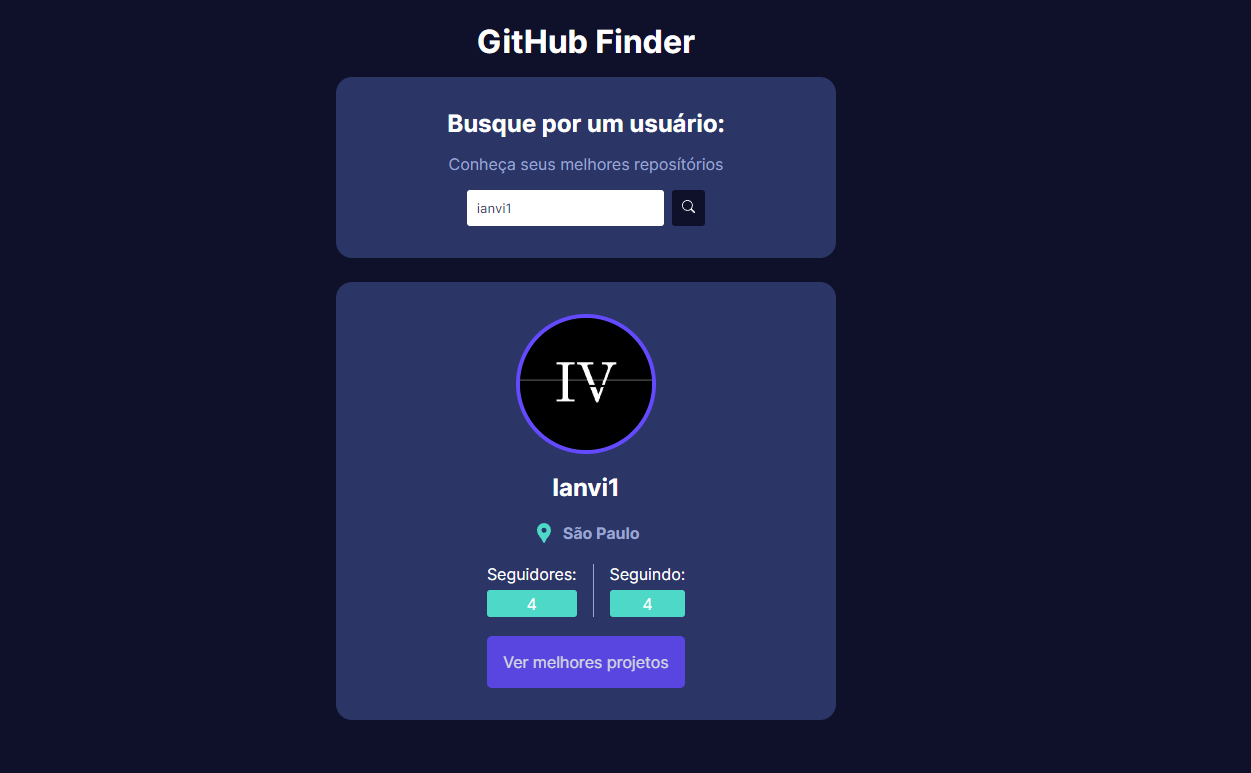 GitHub Finder
Busque por um usuário:
Conheça seus melhores reposítórios
ianvi1
IV
Ianvi1
São Paulo
Seguidores: Seguindo:
4 4
Ver melhores projetos